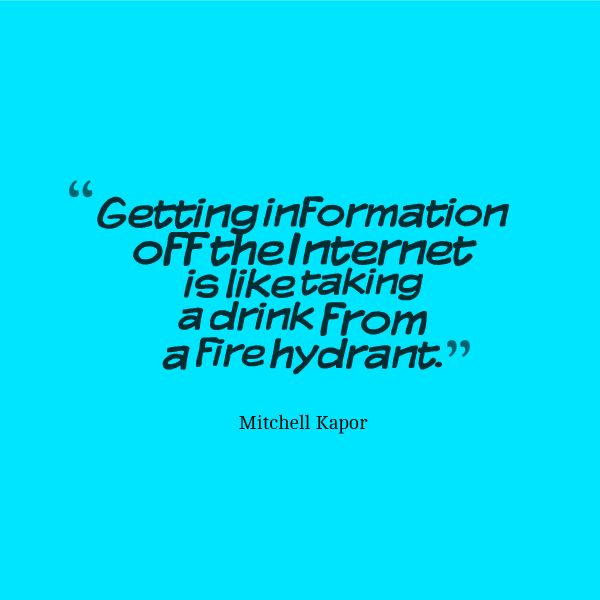 “Getting information
off the Internet
is like taking
a drink from
a fire hydrant.”
Mitchell Kapor